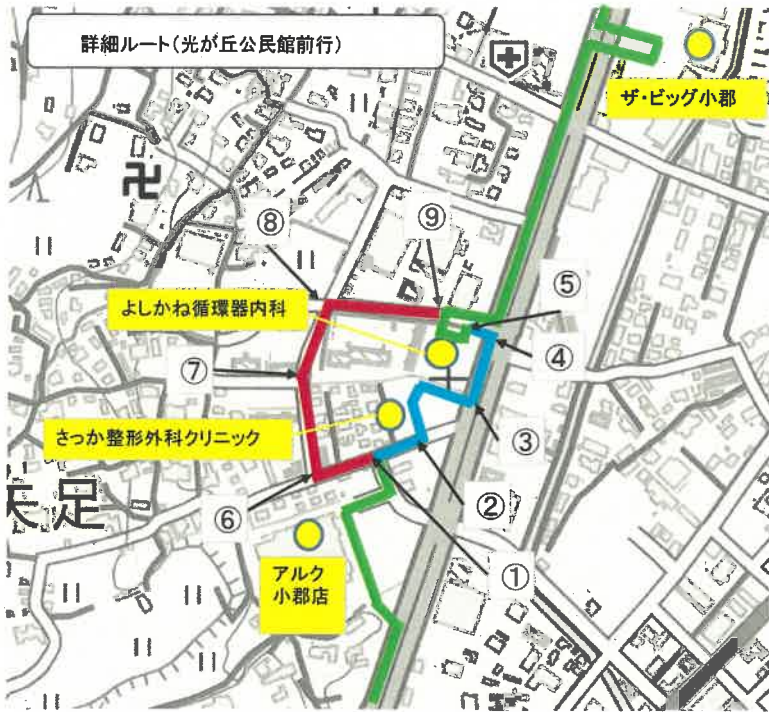 詳細ルート(光が丘公民館前行)
ザ・ビッグ小郡
⑧
⑨
⑤
よしかね循環器内科
④
⑦
さっか整形外科クリニック
③
②
⑥
①
アルク
小郡店